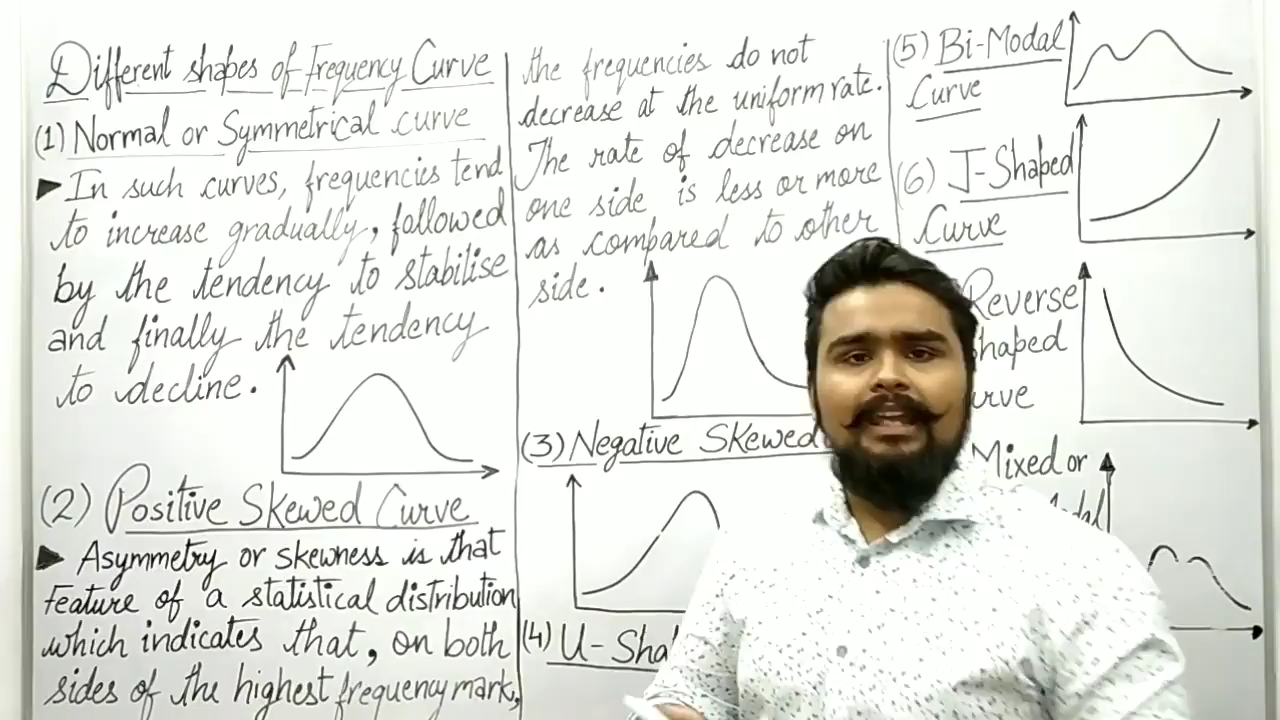 Different shapes of Frequency Curve
(1) Normal or Symmetrical curve
► In such curves, frequencies tend
to increase gradually, followed
by the tendency to stabilise
and finally the tendency
to decline.
(2) Positive Skewed Curve
► Asymmetry or skewness is that
feature of a statistical distribution
which indicates that, on both
sides of the highest frequency mark,
the frequencies do not
decrease at the uniform rate.
The rate of decrease on
one side is less or more
as compared to other
side.
(3) Negative Skewed
(4) U-Sha
(5) Bi-Modal
Curve
(6) J-Shaped
Curve
Reverse
haped
urve
Mixed or